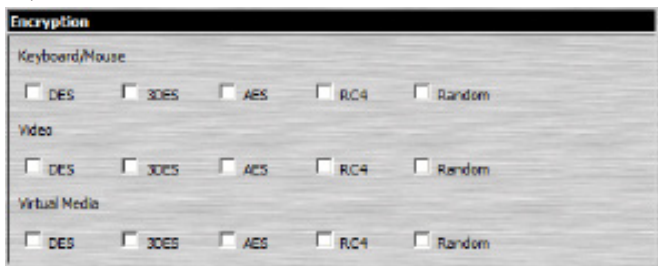 Encryption
Keyboard/Mouse
DES 3DES AES RC4 Random
Video
DES 3DES AES RC4 Random
Virtual Media
DES 3DES AES RC4 Random